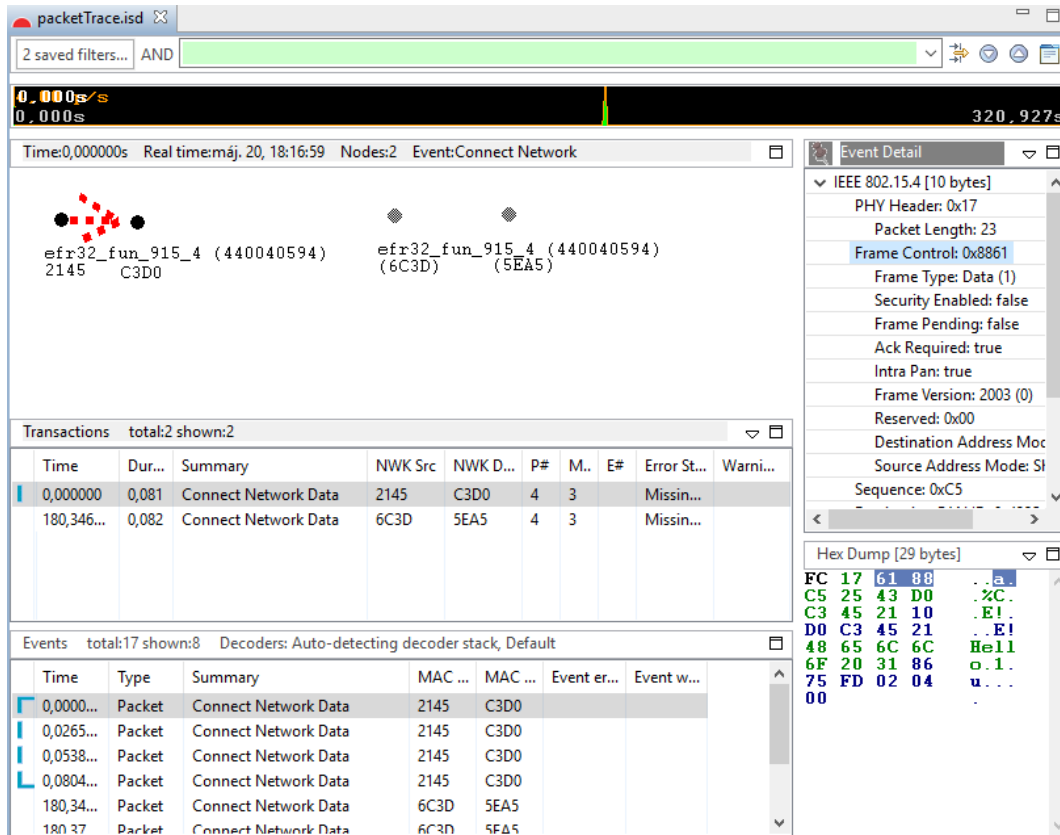 packetTrace.isd
2 saved filters... AND
0,000s/s
0,000s 320,927s
Time:0,000000s Real time:máj. 20, 18:16:59 Nodes:2 Event:Connect Network
efr32_fun_915_4 (440040594)
2145 C3D0
efr32_fun_915_4 (440040594)
(6C3D) (5EA5)
Transactions total:2 shown:2
Time Dur... Summary NWK Src NWK D... P# M.. E# Error St... Warni...
0,000000 0,081 Connect Network Data 2145 C3D0 4 3 Missin...
180,346... 0,082 Connect Network Data 6C3D 5EA5 4 3 Missin...
Events total:17 shown:8 Decoders: Auto-detecting decoder stack, Default
Time Type Summary MAC ... MAC ... Event er... Event w...
0,0000... Packet Connect Network Data 2145 C3D0
0,0265... Packet Connect Network Data 2145 C3D0
0,0538... Packet Connect Network Data 2145 C3D0
0,0804... Packet Connect Network Data 2145 C3D0
180,34... Packet Connect Network Data 6C3D 5EA5
180,37... Packet Connect Network Data 6C3D 5EA5
Event Detail
IEEE 802.15.4 [10 bytes]
PHY Header: 0x17
Packet Length: 23
Frame Control: 0x8861
Frame Type: Data (1)
Security Enabled: false
Frame Pending: false
Ack Required: true
Intra Pan: true
Frame Version: 2003 (0)
Reserved: 0x00
Destination Address Moc
Source Address Mode: SH
Sequence: 0xC5
Hex Dump [29 bytes]
FC 17 61 88 ..a.
C5 25 43 D0 .%C.
C3 45 21 10 .E!.
D0 C3 45 21 ..E!
48 65 6C 6C Hell
6F 20 31 86 o.1.
75 FD 02 04 u...
00 .